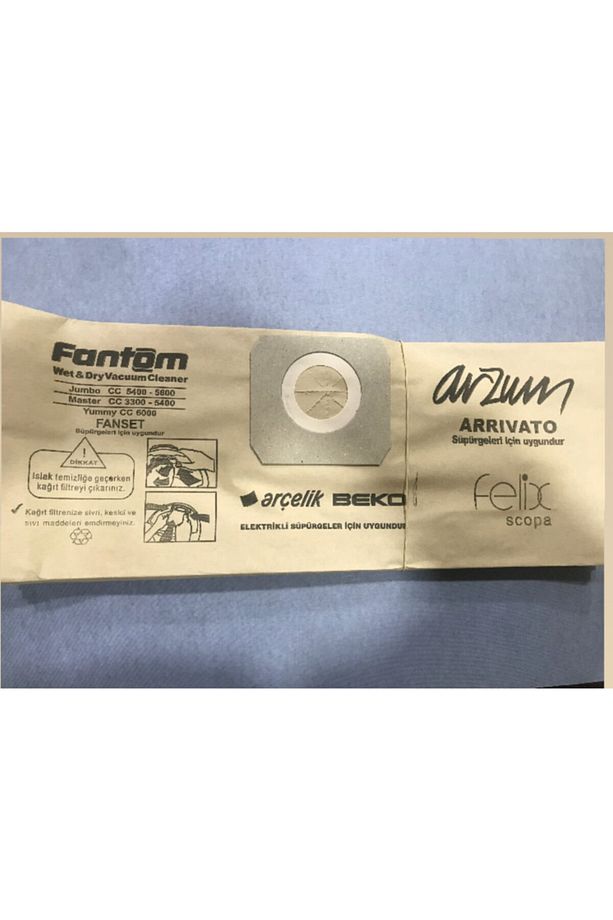 Fantom
Wet & Dry Vacuum Cleaner
Jumbo CC 5400 - 5600
Master CC 3300 - 5400
Yummy CC 6000
FANSET
Süpürgeleri için uygundur
!
DİKKAT
Islak temizliğe geçerken
kağıt filtreyi çıkarınız.
✓ Kağıt filtrenize sivri, keskin ve
sıvı maddeleri emdirmeyiniz.
arçelik BEKO
ELEKTRİKLİ SÜPÜRGELER İÇİN UYGUNDUR
arzum
ARRIVATO
Süpürgeleri için uygundur
felix
scopa